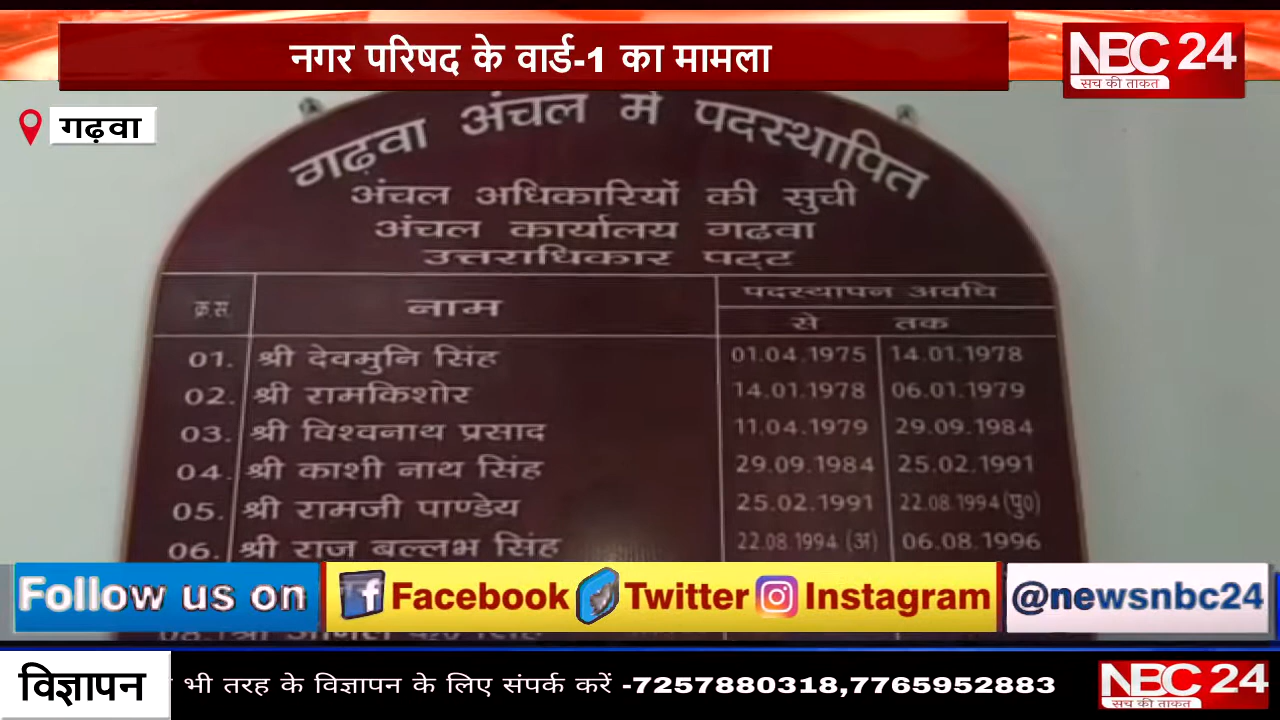 नगर परिषद के वार्ड-1 का मामला
NBC 24
सच की ताकत
गढ़वा
गढ़वा अंचल में पदस्थापित
अंचल अधिकारियों की सुची
अंचल कार्यालय गढवा
उत्तराधिकार पट्ट
क्र.स. नाम पदस्थापन अवधि
से तक
01. श्री देवमुनि सिंह 01.04.1975 14.01.1978
02. श्री रामकिशोर 14.01.1978 06.01.1979
03. श्री विश्वनाथ प्रसाद 11.04.1979 29.09.1984
04. श्री काशी नाथ सिंह 29.09.1984 25.02.1991
05. श्री रामजी पाण्डेय 25.02.1991 22.08.1994 (पु0)
06. श्री राज बल्लभ सिंह 22.08.1994 (अ) 06.08.1996
Follow us on Facebook Twitter Instagram @newsnbc24
विज्ञापन भी तरह के विज्ञापन के लिए संपर्क करें -7257880318,7765952883
NBC 24
सच की ताकत